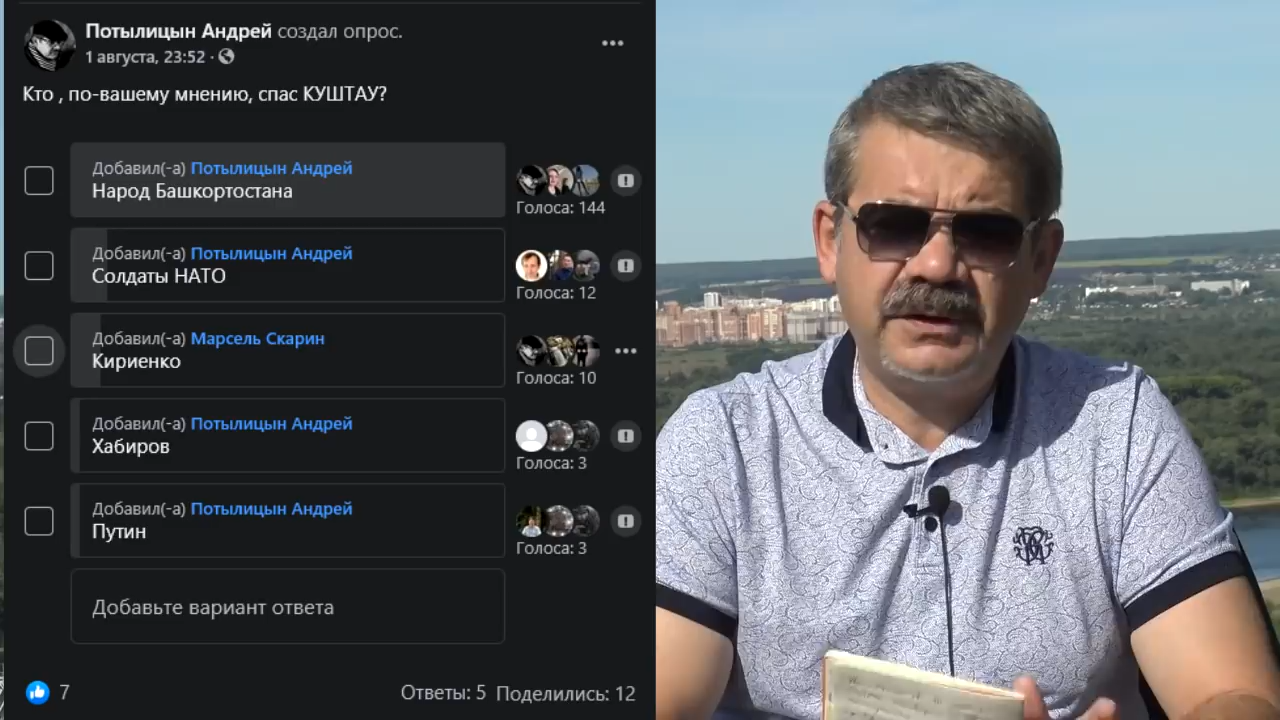 Потылицын Андрей создал опрос.
1 августа, 23:52 ·
Кто , по-вашему мнению, спас КУШТАУ?
Добавил(-а) Потылицын Андрей
Народ Башкортостана
Голоса: 144
Добавил(-а) Потылицын Андрей
Солдаты НАТО
Голоса: 12
Добавил(-а) Марсель Скарин
Кириенко
Голоса: 10
Добавил(-а) Потылицын Андрей
Хабиров
Голоса: 3
Добавил(-а) Потылицын Андрей
Путин
Голоса: 3
Добавьте вариант ответа
7 Ответы: 5 Поделились: 12